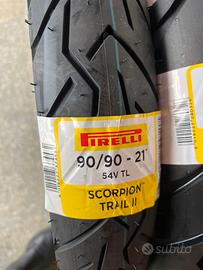 PIRELLI
90/90 - 21
54V TL
SCORPION
TRAIL II
subito